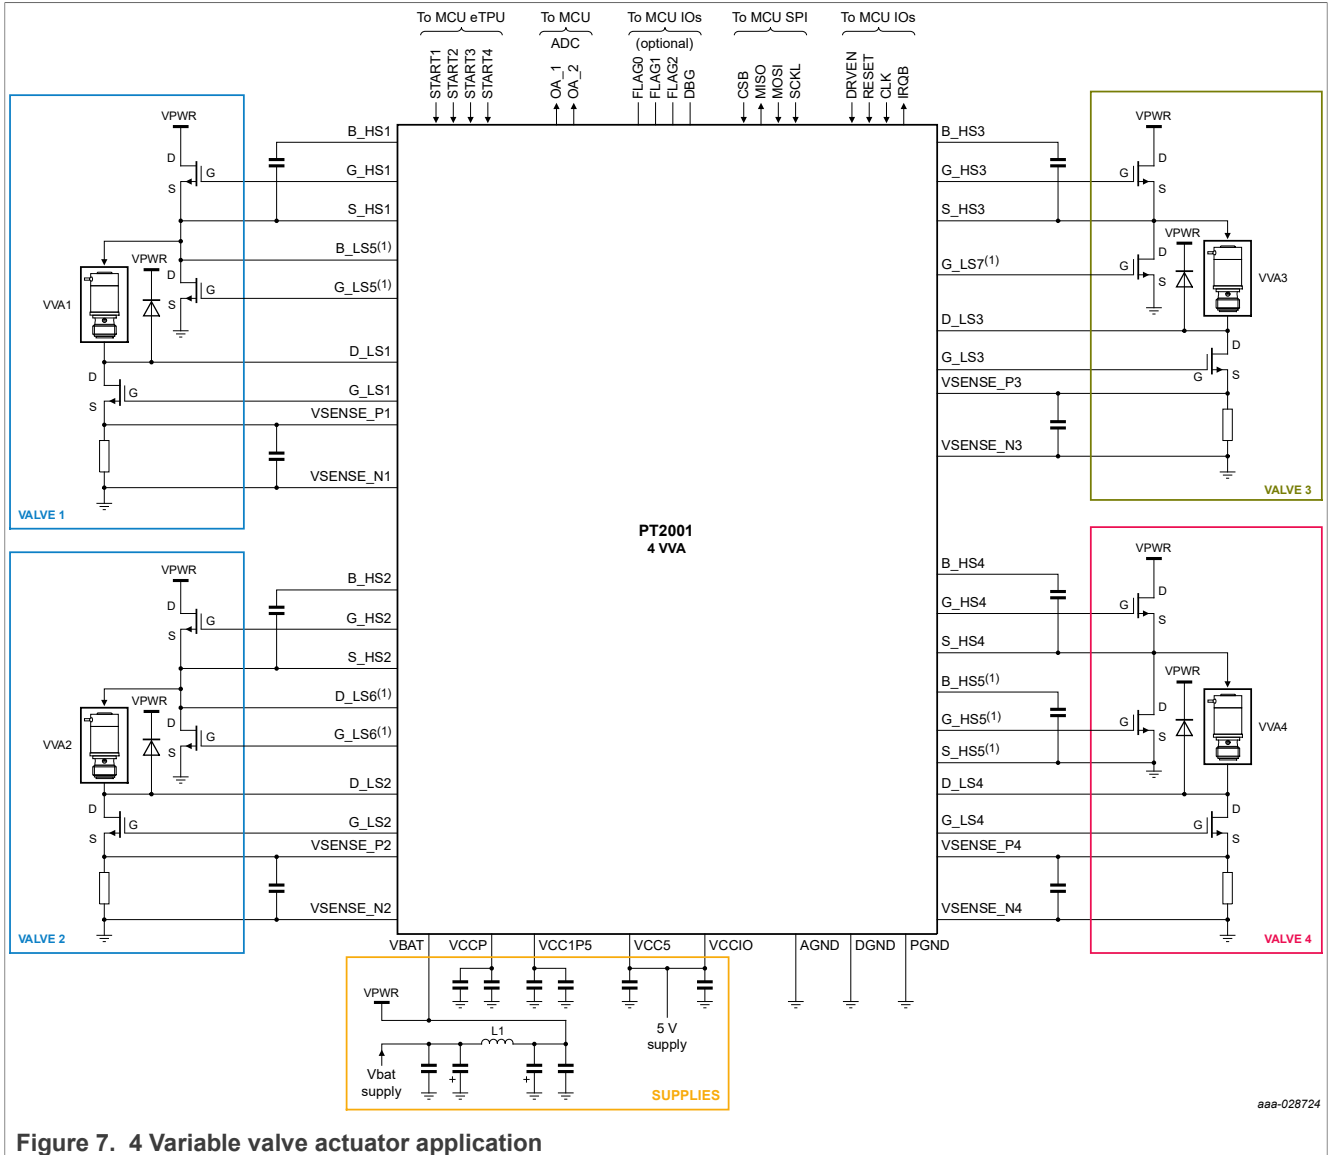 To MCU eTPU
To MCU
ADC
To MCU IOs
(optional)
To MCU SPI
To MCU IOs
START1
START2
START3
START4
OA_1
OA_2
FLAG0
FLAG1
FLAG2
DBG
CSB
MISO
MOSI
SCKL
DRVEN
RESET
CLK
IRQB
VPWR
D
G
S
B_HS1
G_HS1
S_HS1
B_LS5(1)
VPWR
D
G
S
G_LS5(1)
VVA1
D_LS1
D
G
S
G_LS1
VSENSE_P1
VSENSE_N1
VALVE 1
VPWR
D
G
S
B_HS2
G_HS2
S_HS2
D_LS6(1)
VPWR
D
G
S
G_LS6(1)
VVA2
D_LS2
D
G
S
G_LS2
VSENSE_P2
VSENSE_N2
VALVE 2
PT2001
4 VVA
B_HS3
G_HS3
S_HS3
G_LS7(1)
D_LS3
G_LS3
VSENSE_P3
VSENSE_N3
VPWR
D
G
S
VPWR
D
G
S
VVA3
D
G
S
VALVE 3
B_HS4
G_HS4
S_HS4
B_HS5(1)
G_HS5(1)
S_HS5(1)
D_LS4
G_LS4
VSENSE_P4
VSENSE_N4
VPWR
D
G
S
VPWR
D
G
S
VVA4
D
G
S
VALVE 4
VBAT
VCCP
VCC1P5
VCC5
VCCIO
AGND
DGND
PGND
VPWR
L1
+
+
5 V
supply
Vbat
supply
SUPPLIES
aaa-028724
Figure 7. 4 Variable valve actuator application